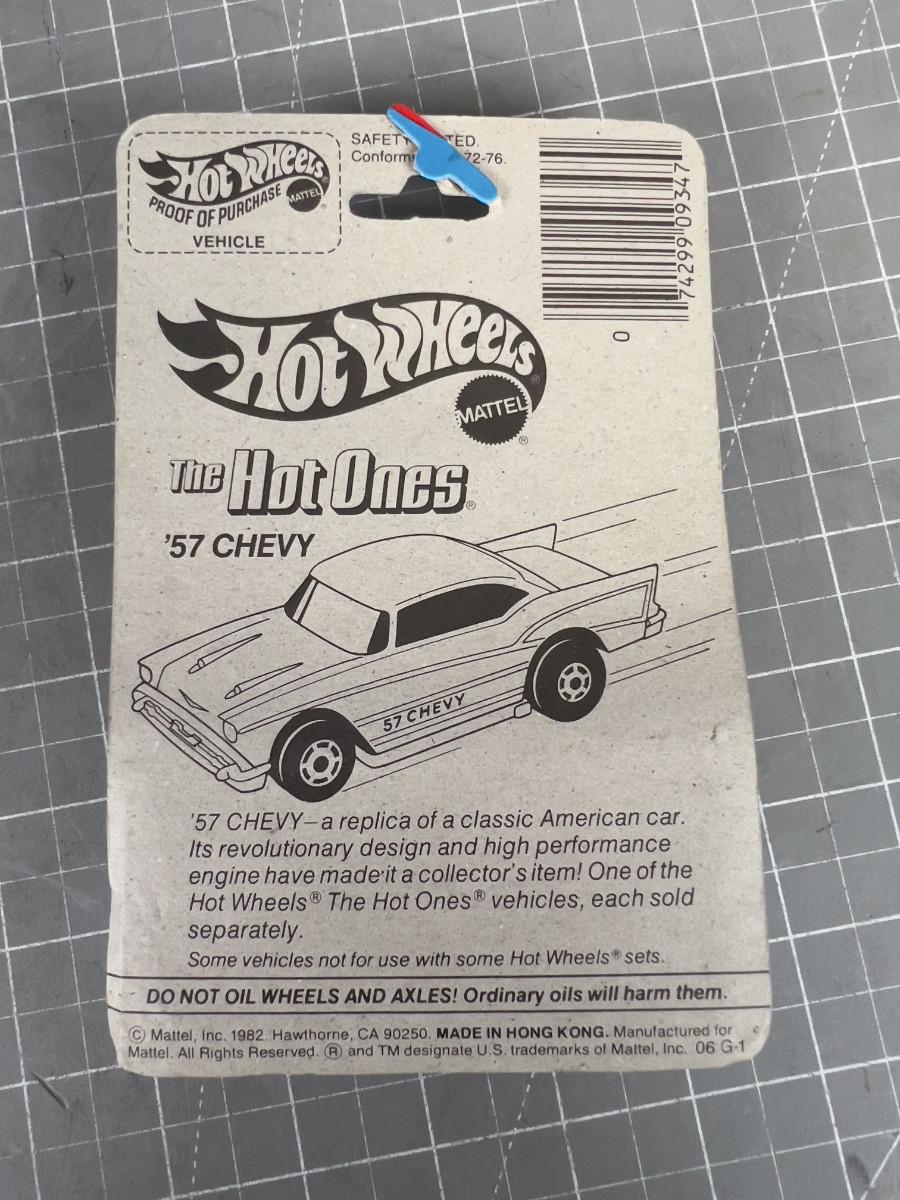 Hot Wheels
PROOF OF PURCHASE
MATTEL
VEHICLE
SAFETY
Conform 72-76.
74299 09347
0
Hot Wheels®
MATTEL
®
The Hot Ones®
'57 CHEVY
57 CHEVY
'57 CHEVY—a replica of a classic American car.
Its revolutionary design and high performance
engine have made it a collector's item! One of the
Hot Wheels® The Hot Ones® vehicles, each sold
separately.
Some vehicles not for use with some Hot Wheels® sets.
DO NOT OIL WHEELS AND AXLES! Ordinary oils will harm them.
© Mattel, Inc. 1982. Hawthorne, CA 90250. MADE IN HONG KONG. Manufactured for
Mattel. All Rights Reserved. ® and TM designate U.S. trademarks of Mattel, Inc. 06 G-1